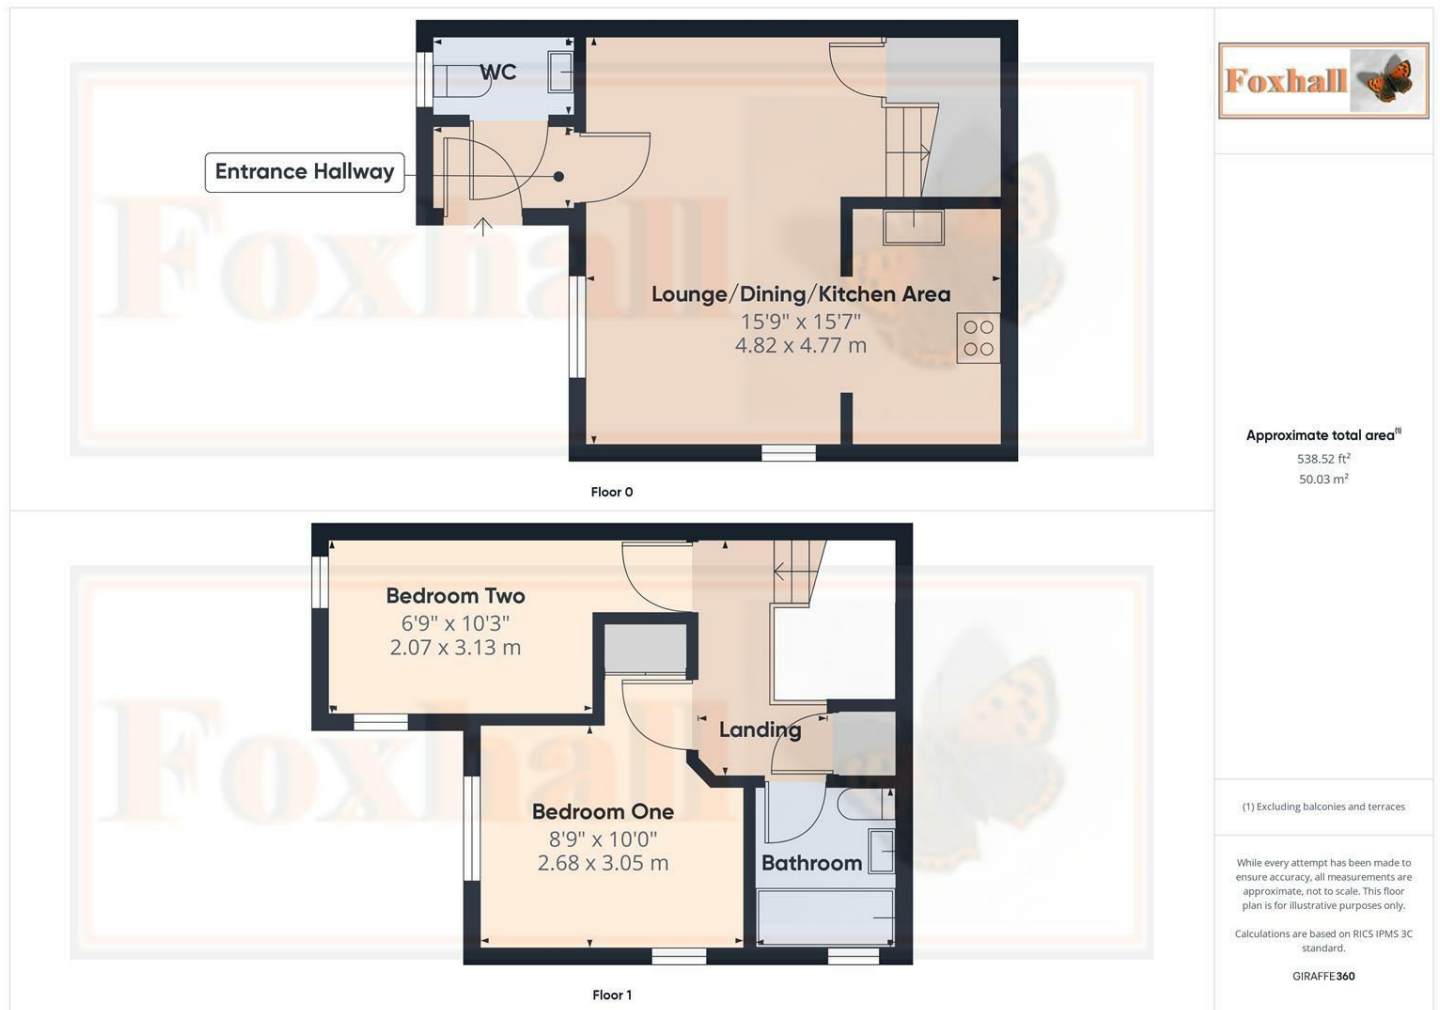 WC
Entrance Hallway
Lounge/Dining/Kitchen Area
15'9" x 15'7"
4.82 x 4.77 m
Foxhall
Floor 0
Bedroom Two
6'9" x 10'3"
2.07 x 3.13 m
Landing
Bedroom One
8'9" x 10'0"
2.68 x 3.05 m
Bathroom
Foxhall
Floor 1
Foxhall
Approximate total area(1)
538.52 ft²
50.03 m²
(1) Excluding balconies and terraces
While every attempt has been made to
ensure accuracy, all measurements are
approximate, not to scale. This floor
plan is for illustrative purposes only.
Calculations are based on RICS IPMS 3C
standard.
GIRAFFE360